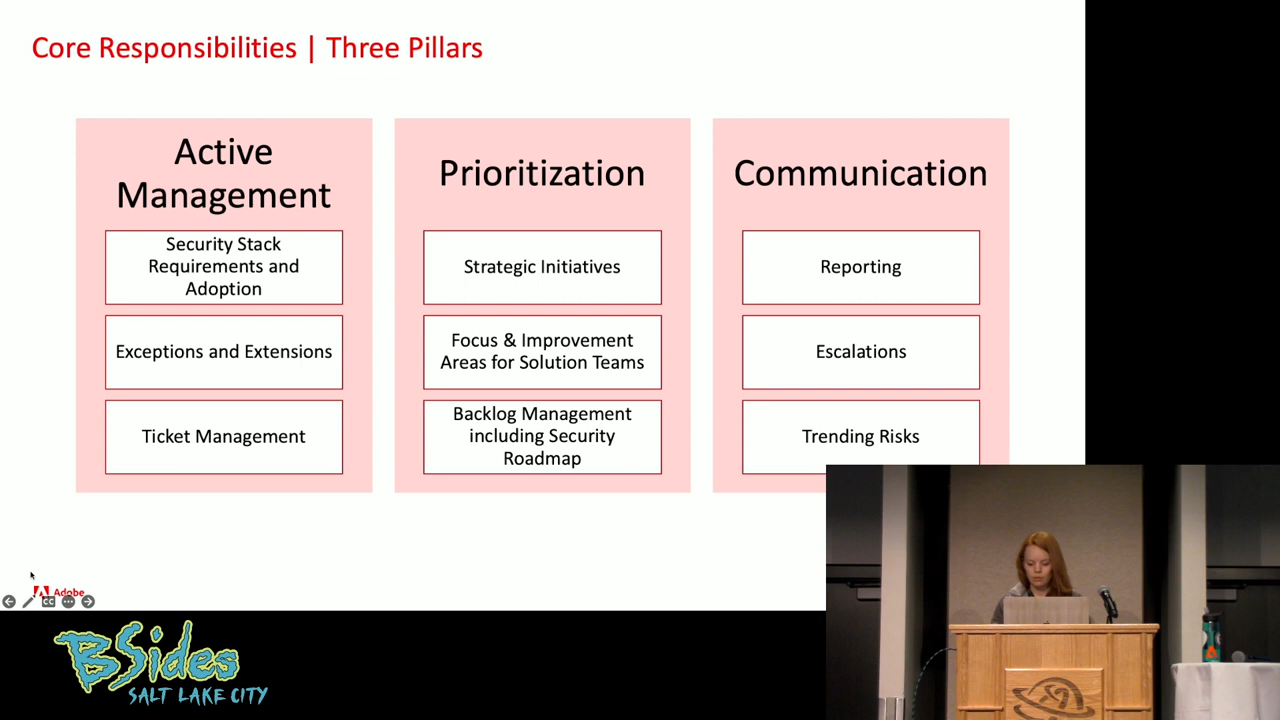 Core Responsibilities | Three Pillars
Active
Management
Security Stack
Requirements and
Adoption
Exceptions and Extensions
Ticket Management
Prioritization
Strategic Initiatives
Focus & Improvement
Areas for Solution Teams
Backlog Management
including Security
Roadmap
Communication
Reporting
Escalations
Trending Risks
Adobe
CC
BSides
SALT LAKE CITY